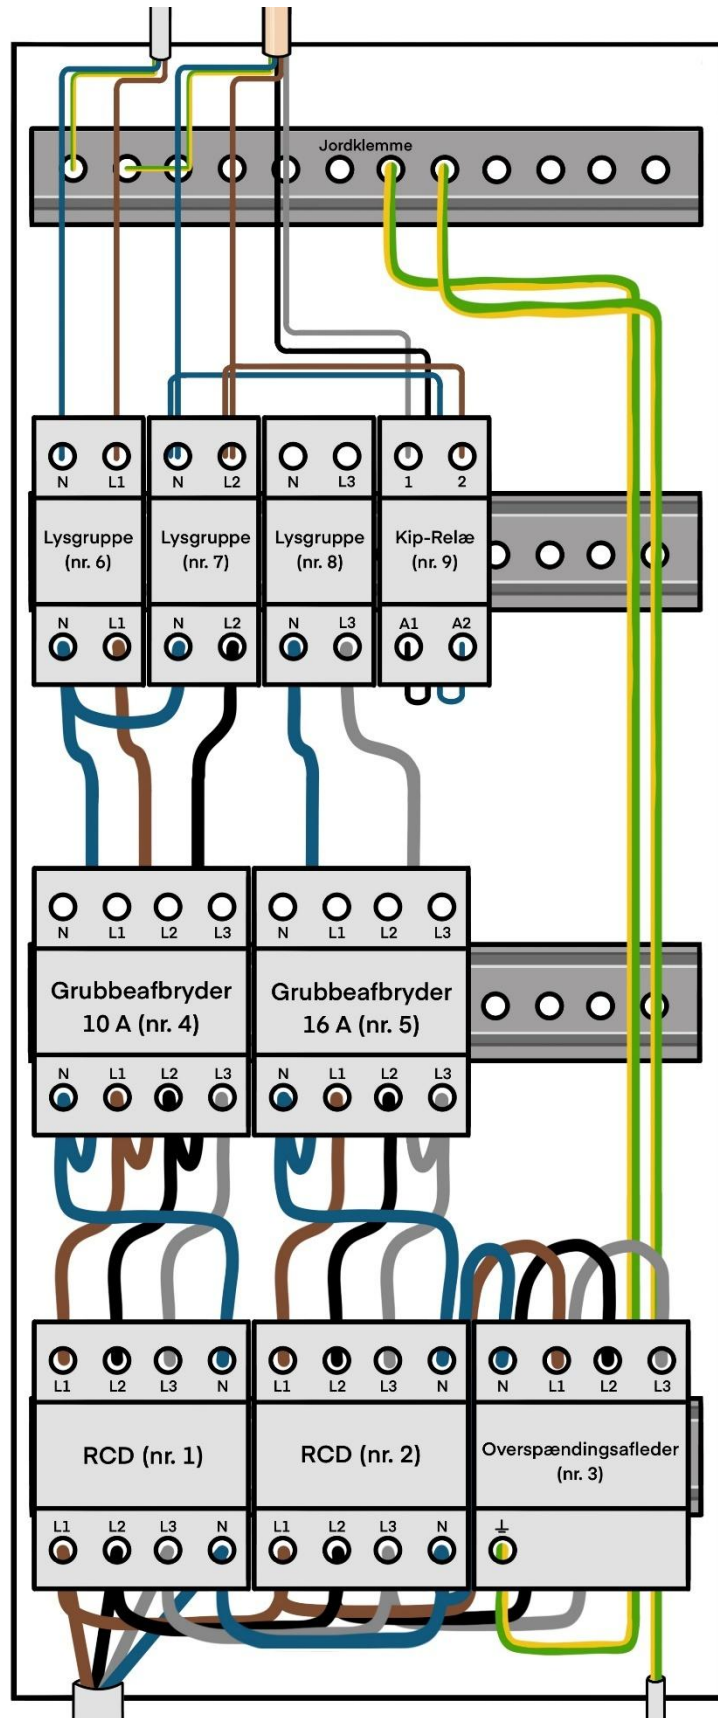 Jordklemme
N L1 N L2 N L3 1 2
Lysgruppe
(nr. 6)
Lysgruppe
(nr. 7)
Lysgruppe
(nr. 8)
Kip-Relæ
(nr. 9)
N L1 N L2 N L3 A1 A2
N L1 L2 L3 N L1 L2 L3
Grubbeafbryder
10 A (nr. 4)
Grubbeafbryder
16 A (nr. 5)
N L1 L2 L3 N L1 L2 L3
L1 L2 L3 N L1 L2 L3 N N L1 L2 L3
RCD (nr. 1)
RCD (nr. 2)
Overspændingsafleder
(nr. 3)
L1 L2 L3 N L1 L2 L3 N